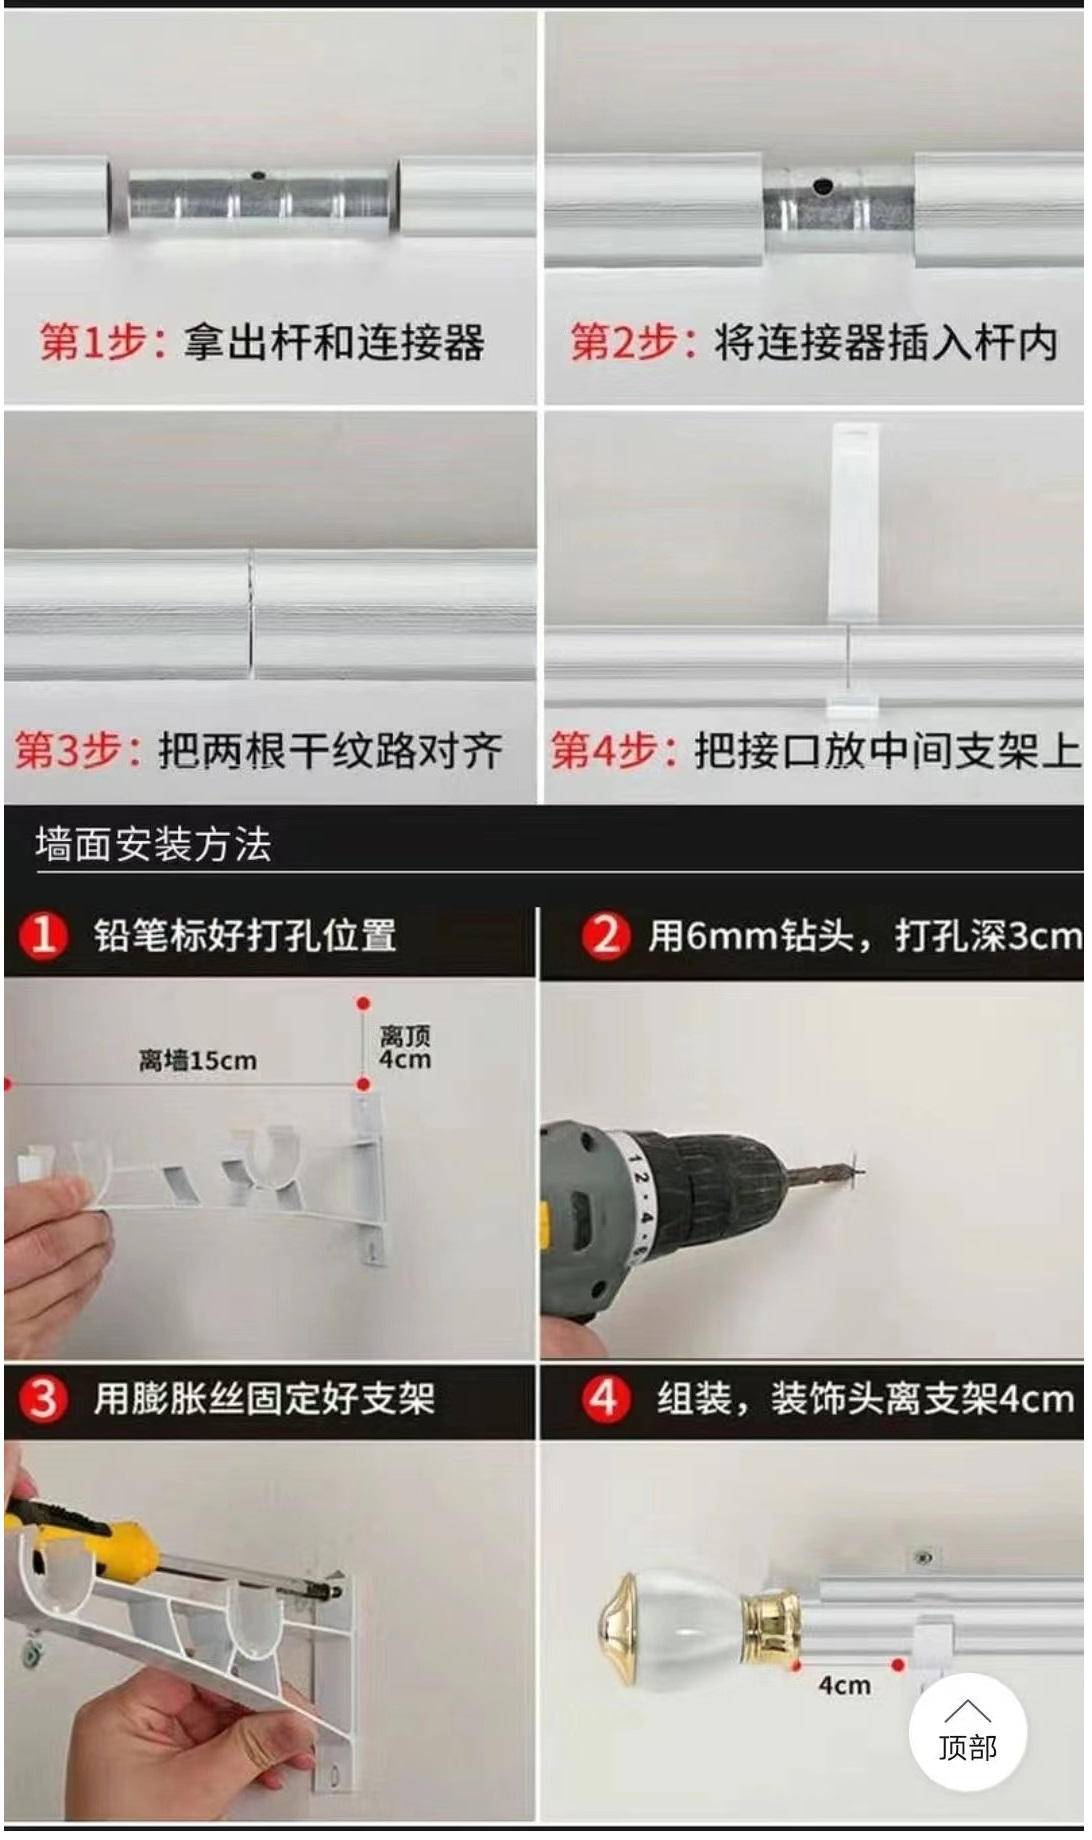 第1步：拿出杆和连接器
第2步：将连接器插入杆内
第3步：把两根干纹路对齐
第4步：把接口放中间支架上
墙面安装方法
1 铅笔标好打孔位置
2 用6mm钻头，打孔深3cm
离顶
4cm
离墙15cm
12·4·6
3 用膨胀丝固定好支架
4 组装，装饰头离支架4cm
4cm
顶部